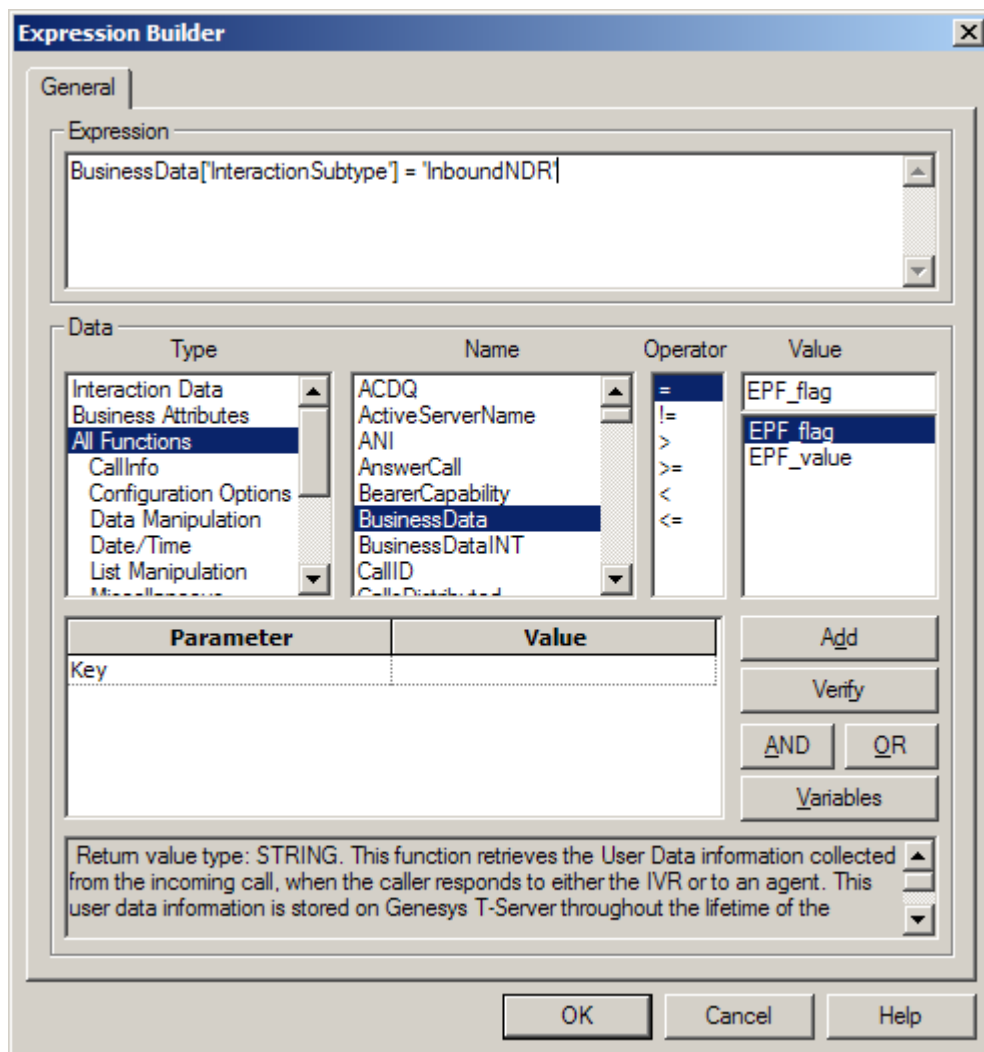 Expression Builder
General
Expression
BusinessData['InteractionSubtype'] = 'InboundNDR'
Data
Type Name Operator Value
Interaction Data
Business Attributes
All Functions
CallInfo
Configuration Options
Data Manipulation
Date/Time
List Manipulation
ACDQ
ActiveServerName
ANI
AnswerCall
BearerCapability
BusinessData
BusinessDataINT
CallID
=
!=
>
>=
<
<=
EPF_flag
EPF_flag
EPF_value
Parameter Value
Key
Add
Verify
AND OR
Variables
Return value type: STRING. This function retrieves the User Data information collected
from the incoming call, when the caller responds to either the IVR or to an agent. This
user data information is stored on Genesys T-Server throughout the lifetime of the
OK Cancel Help